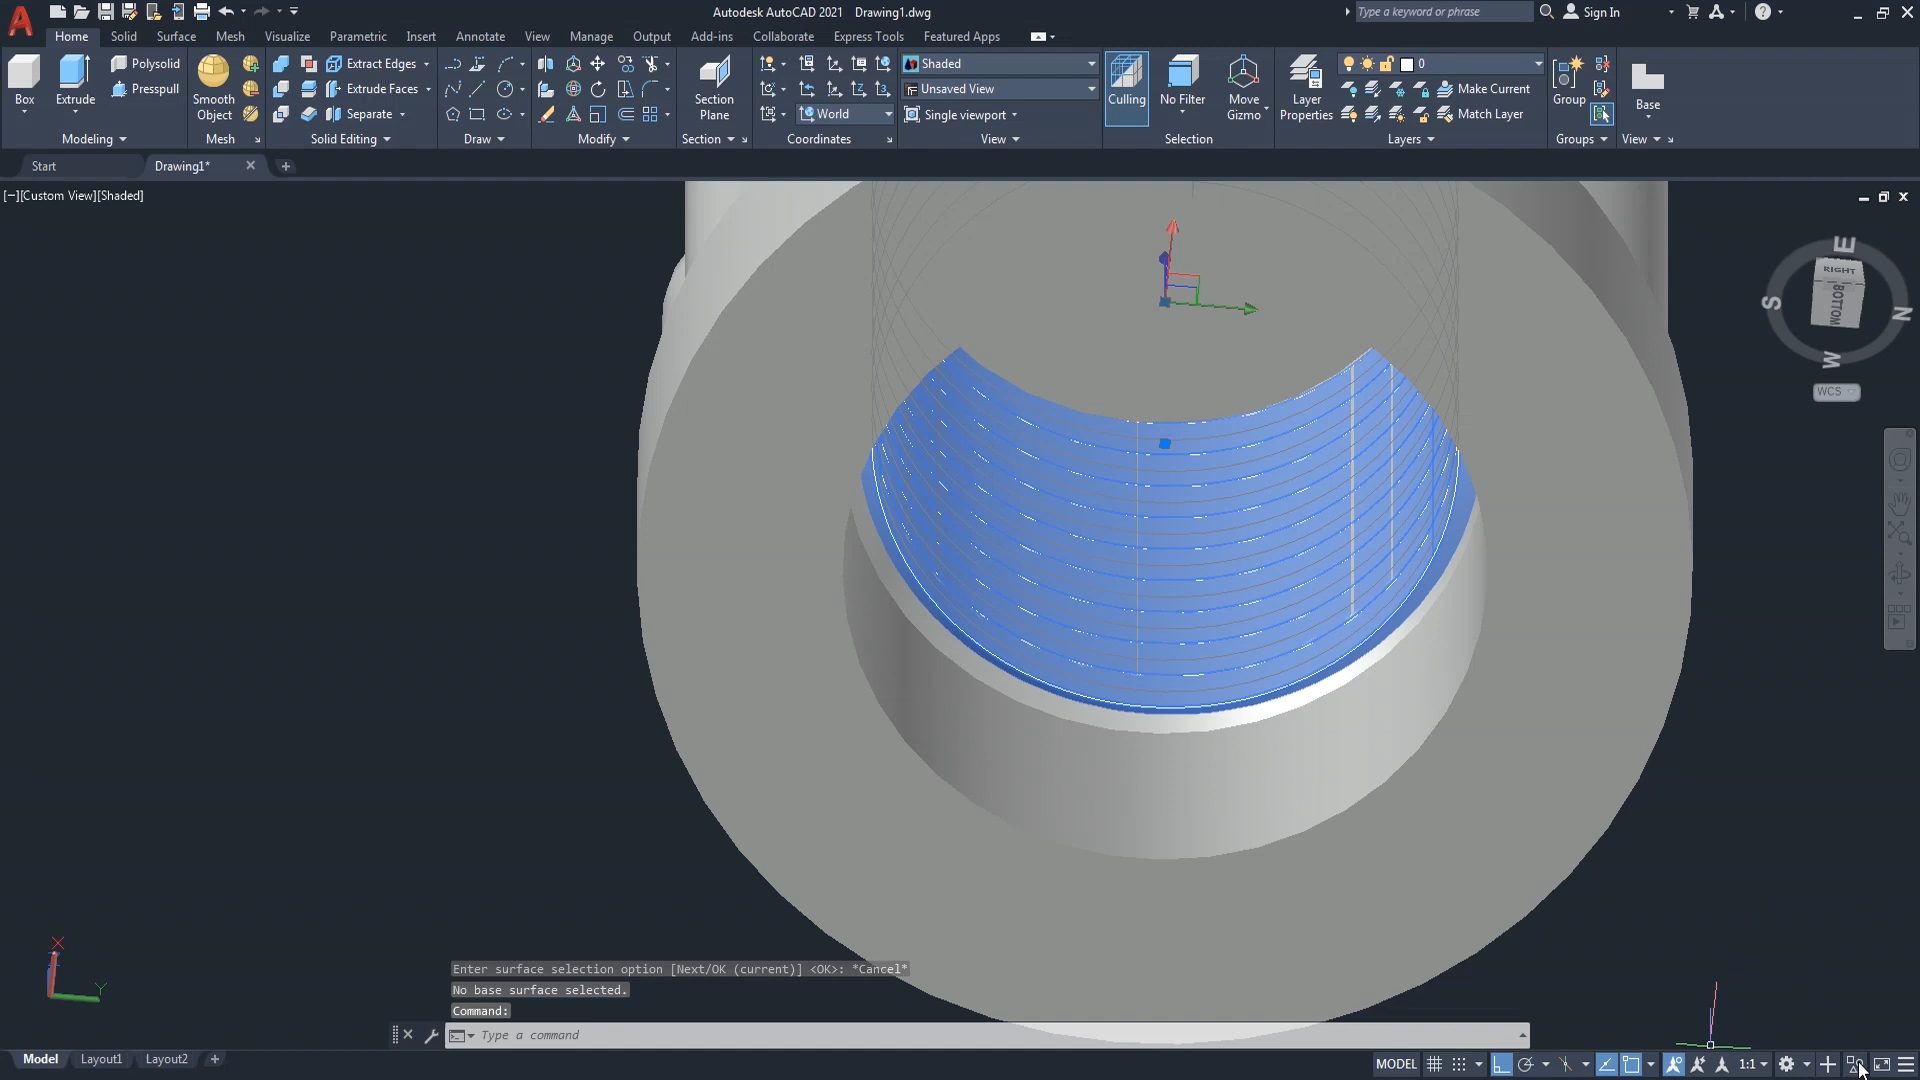 Autodesk AutoCAD 2021 Drawing1.dwg
Type a keyword or phrase
Sign In
Home Solid Surface Mesh Visualize Parametric Insert Annotate View Manage Output Add-ins Collaborate Express Tools Featured Apps
Box
Extrude
Polysolid
Presspull
Modeling
Smooth
Object
Mesh
Extract Edges
Extrude Faces
Separate
Solid Editing
Draw
Modify
Section
Plane
Section
World
Coordinates
Shaded
Unsaved View
Single viewport
View
Culling
No Filter
Move
Gizmo
Selection
Layer
Properties
0
Make Current
Match Layer
Layers
Group
Groups
Base
View
Start
Drawing1*
[−][Custom View][Shaded]
E
S
N
W
RIGHT
BOTTOM
WCS
X
Y
Enter surface selection option [Next/OK (current)] <OK>: *Cancel*
No base surface selected.
Command:
Type a command
Model Layout1 Layout2 +
MODEL
1:1